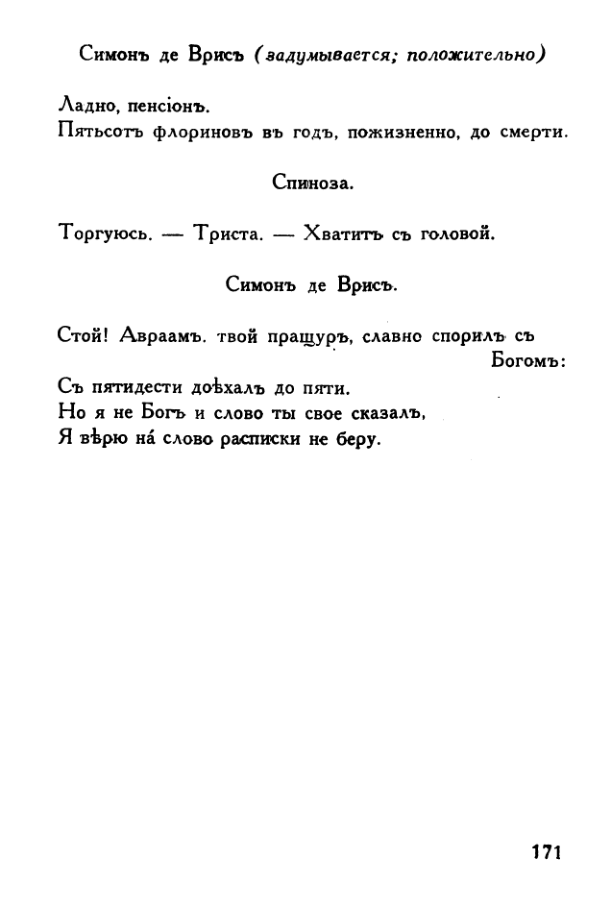 Симонъ де Врисъ (задумывается; положительно)
Ладно, пенсіонъ.
Пятьсотъ флориновъ въ годъ, пожизненно, до смерти.
Спиноза.
Торгуюсь. — Триста. — Хватитъ съ головой.
Симонъ де Врисъ.
Стой! Авраамъ. твой пращуръ, славно спорилъ съ
Богомъ:
Съ пятидести доѣхалъ до пяти.
Но я не Богъ и слово ты свое сказалъ,
Я вѣрю на́ слово расписки не беру.
171